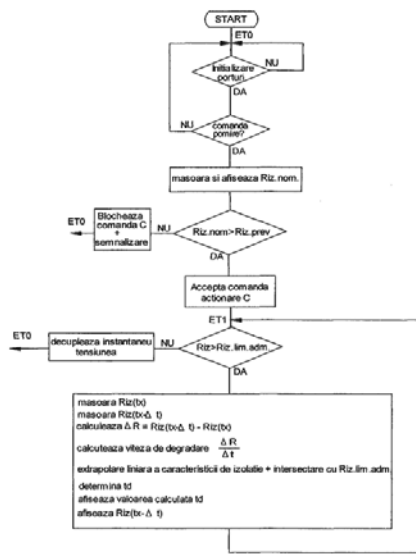 START
ET0
Initializare
porturi.
NU
DA
NU
comanda
pornire?
DA
masoara si afiseaza Riz.nom.
ET0
Blocheaza
comanda C
+
semnalizare
NU
Riz.nom>Riz.prev
DA
Accepta comanda
actionare C
ET1
ET0
decupleaza instantaneu
tensiunea
NU
Riz>Riz.lim.adm.
DA
masoara Riz(tx)
masoara Riz(tx-Δ t)
calculeaza Δ R = Riz(tx-Δ t) - Riz(tx)
calculeaza viteza de degradare Δ R / Δ t
extrapolare liniara a caracteristicii de izolatie + intersectare cu Riz.lim.adm.
determina td
afiseaza valoarea calculata td
afiseaza Riz(tx-Δ t)